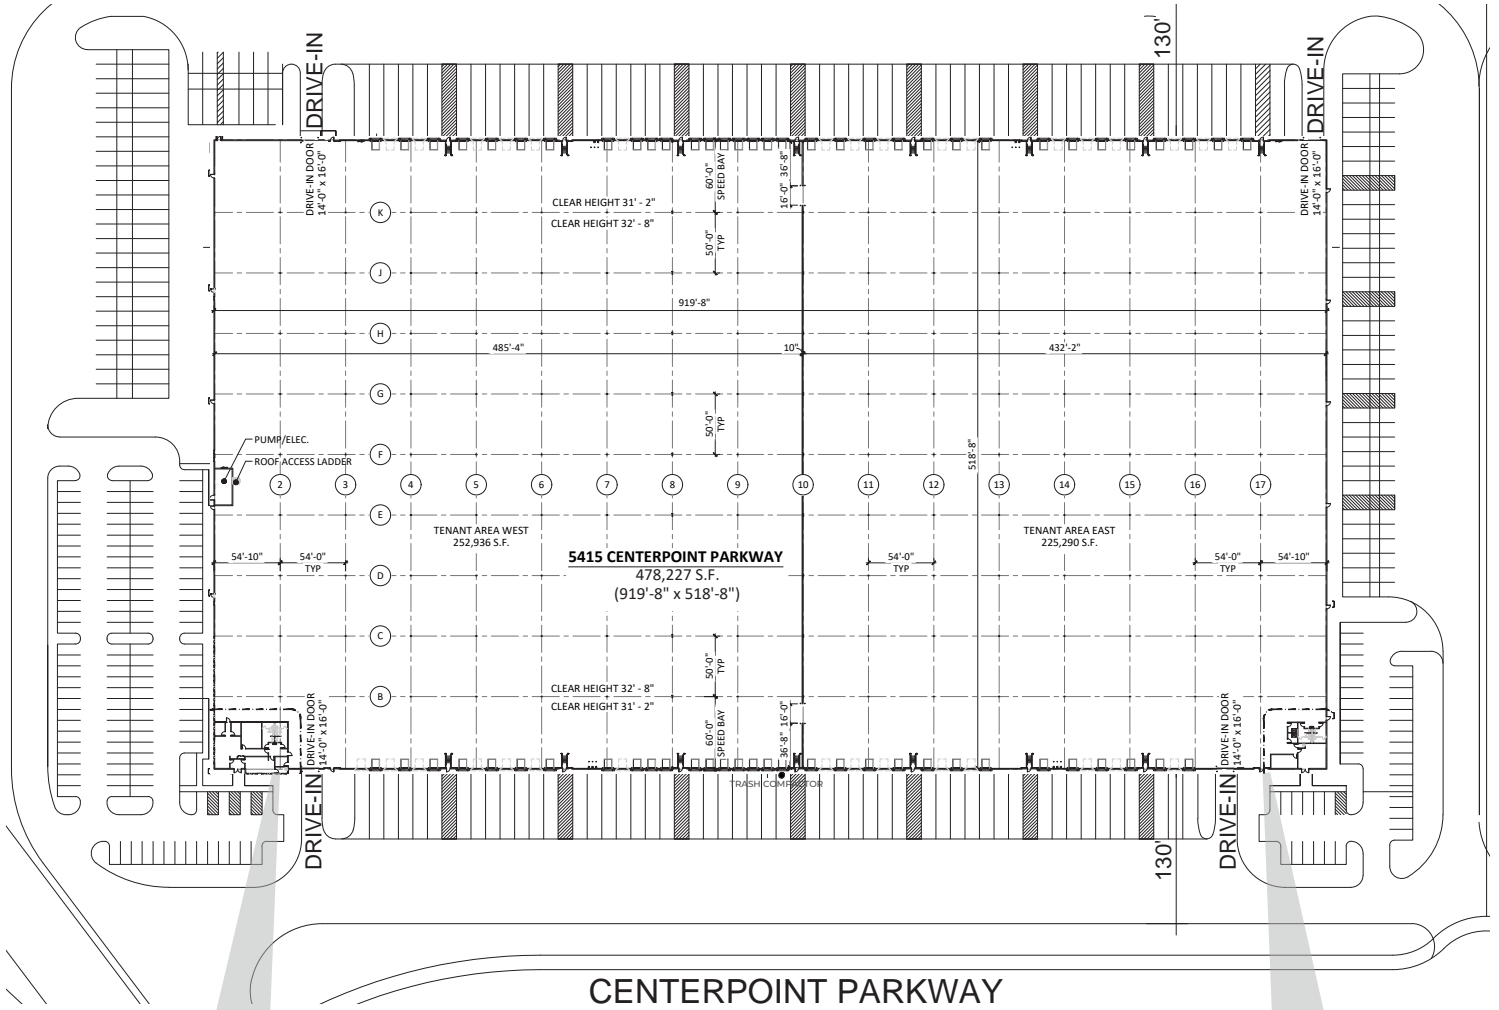 130'
DRIVE-IN
DRIVE-IN
DRIVE-IN DOOR
14'-0" x 16'-0"
60'-0"
SPEED BAY
36'-8"
16'-0"
DRIVE-IN DOOR
14'-0" x 16'-0"
K
CLEAR HEIGHT 31' - 2"
CLEAR HEIGHT 32' - 8"
50'-0"
TYP
J
919'-8"
H
485'-4"
10"
432'-2"
G
50'-0"
TYP
PUMP/ELEC.
ROOF ACCESS LADDER
F
518'-8"
2
3
4
5
6
7
8
9
10
11
12
13
14
15
16
17
E
TENANT AREA WEST
252,936 S.F.
TENANT AREA EAST
225,290 S.F.
5415 CENTERPOINT PARKWAY
478,227 S.F.
(919'-8" x 518'-8")
54'-10"
54'-0"
TYP
54'-0"
TYP
54'-0"
TYP
54'-10"
D
C
50'-0"
TYP
B
CLEAR HEIGHT 32' - 8"
CLEAR HEIGHT 31' - 2"
60'-0"
SPEED BAY
16'-0"
36'-8"
DRIVE-IN DOOR
14'-0" x 16'-0"
DRIVE-IN DOOR
14'-0" x 16'-0"
TRASH COMPACTOR
DRIVE-IN
DRIVE-IN
130'
CENTERPOINT PARKWAY